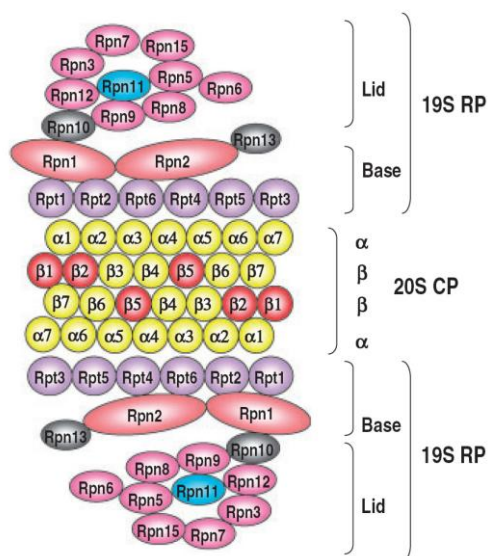 Rpn7 Rpn15
Rpn3 Rpn11 Rpn5 Rpn6
Rpn12 Rpn9 Rpn8 Lid
Rpn10 Rpn13 19S RP
Rpn1 Rpn2
Base
Rpt1 Rpt2 Rpt6 Rpt4 Rpt5 Rpt3
α1 α2 α3 α4 α5 α6 α7 α
β1 β2 β3 β4 β5 β6 β7 β
20S CP
β7 β6 β5 β4 β3 β2 β1 β
α7 α6 α5 α4 α3 α2 α1 α
Rpt3 Rpt5 Rpt4 Rpt6 Rpt2 Rpt1
Rpn2 Rpn1 Base
Rpn13 Rpn10
Rpn8 Rpn9 19S RP
Rpn6 Rpn5 Rpn11 Rpn12
Rpn3 Lid
Rpn15 Rpn7